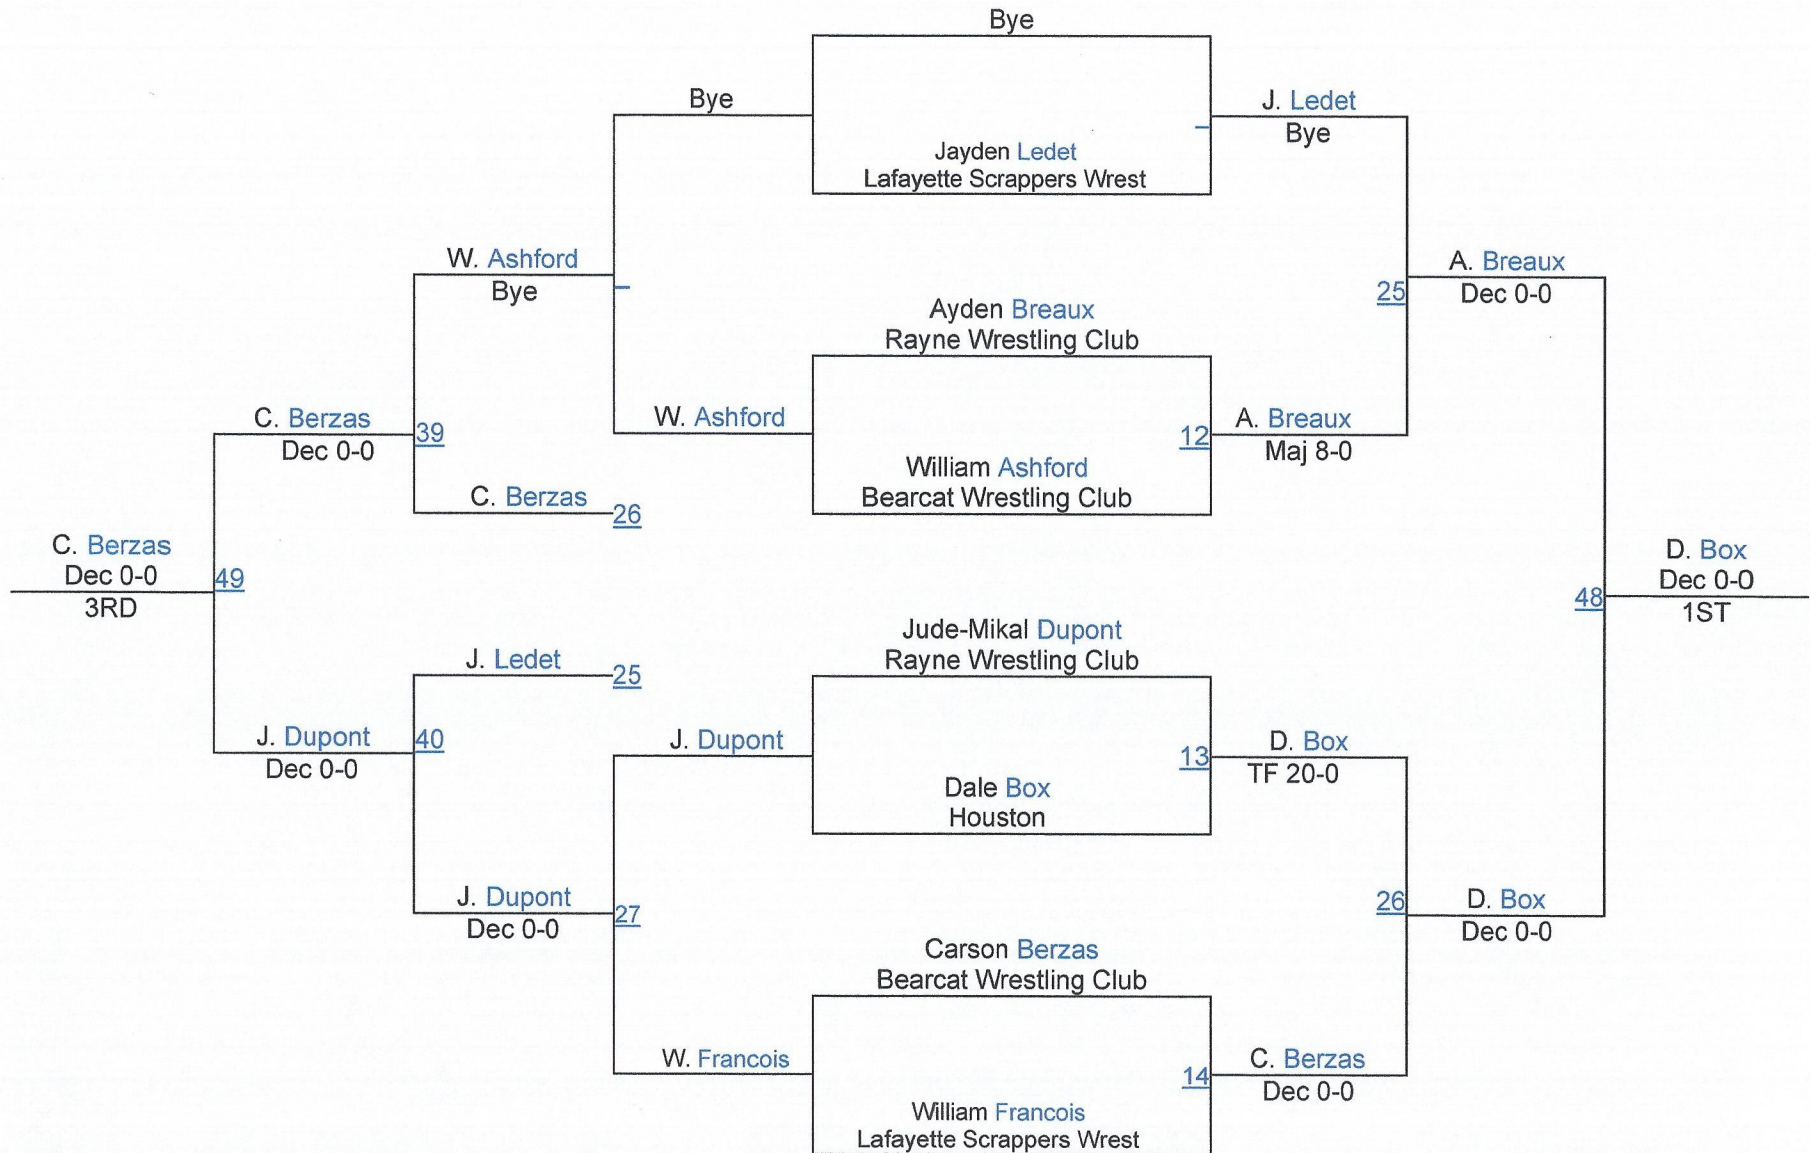 Bye
Bye
J. Ledet
Bye
Jayden Ledet
Lafayette Scrappers Wrest
W. Ashford
Bye
A. Breaux
Dec 0-0
25
Ayden Breaux
Rayne Wrestling Club
C. Berzas
Dec 0-0
39
W. Ashford
12
A. Breaux
Maj 8-0
William Ashford
Bearcat Wrestling Club
C. Berzas
26
C. Berzas
Dec 0-0
3RD
49
D. Box
Dec 0-0
1ST
48
Jude-Mikal Dupont
Rayne Wrestling Club
J. Ledet
25
J. Dupont
Dec 0-0
40
J. Dupont
13
D. Box
TF 20-0
Dale Box
Houston
J. Dupont
Dec 0-0
27
26
D. Box
Dec 0-0
Carson Berzas
Bearcat Wrestling Club
W. Francois
14
C. Berzas
Dec 0-0
William Francois
Lafayette Scrappers Wrest